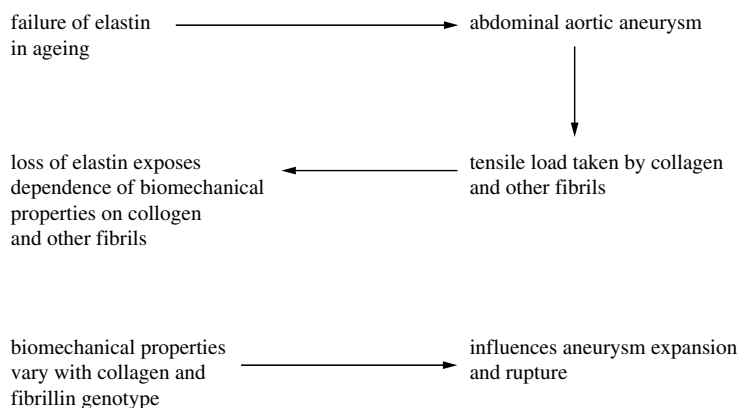 failure of elastin
in ageing
abdominal aortic aneurysm
loss of elastin exposes
dependence of biomechanical
properties on collogen
and other fibrils
tensile load taken by collagen
and other fibrils
biomechanical properties
vary with collagen and
fibrillin genotype
influences aneurysm expansion
and rupture